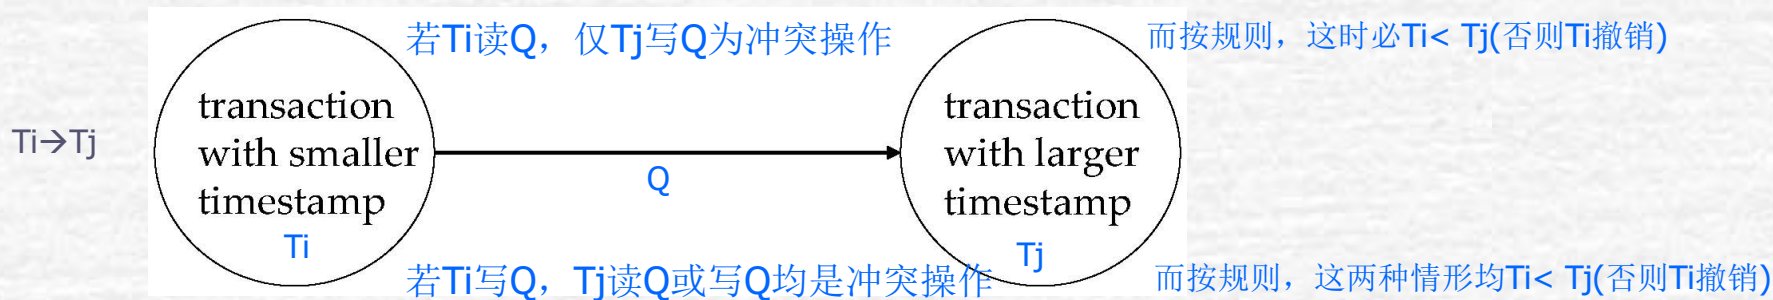 若Ti读Q，仅Tj写Q为冲突操作
而按规则，这时必Ti< Tj(否则Ti撤销)
Ti→Tj
transaction
with smaller
timestamp
Ti
Q
transaction
with larger
timestamp
Tj
若Ti写Q，Tj读Q或写Q均是冲突操作
而按规则，这两种情形均Ti< Tj(否则Ti撤销)